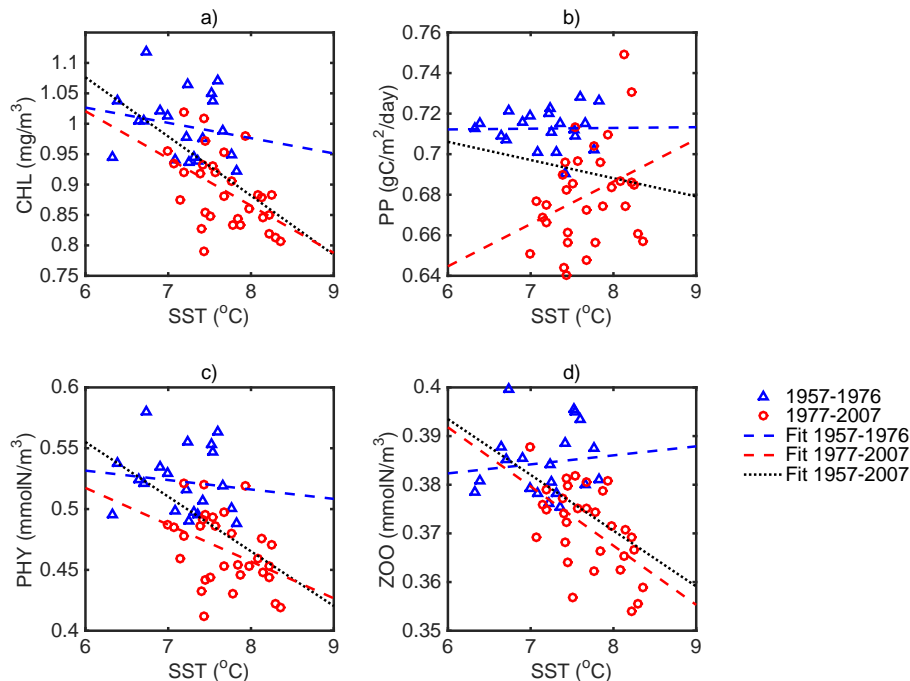 a)
1.1
1.05
1
0.95
0.9
0.85
0.8
0.75
6
7
8
9
CHL (mg/m³)
SST (°C)
b)
0.76
0.72
0.7
0.68
0.64
6
7
8
9
PP (gC/m²/day)
SST (°C)
c)
0.6
0.55
0.5
0.45
0.4
6
7
8
9
PHY (mmolN/m³)
SST (°C)
d)
0.4
0.39
0.38
0.37
0.36
0.35
6
7
8
9
ZOO (mmolN/m³)
SST (°C)
1957-1976
1977-2007
Fit 1957-1976
Fit 1977-2007
Fit 1957-2007